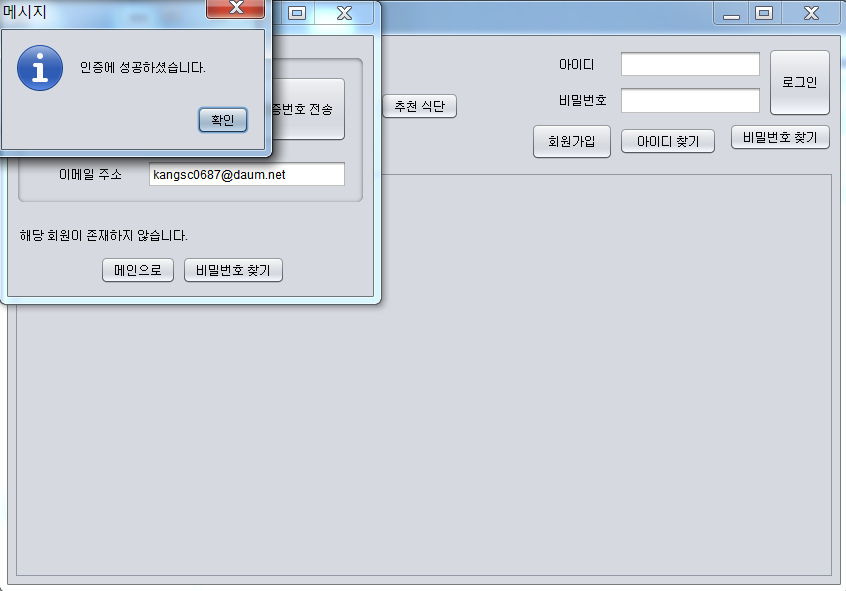 메시지
인증에 성공하셨습니다.
확인
증번호 전송
이메일 주소
kangsc0687@daum.net
해당 회원이 존재하지 않습니다.
메인으로
비밀번호 찾기
추천 식단
아이디
비밀번호
로그인
회원가입
아이디 찾기
비밀번호 찾기